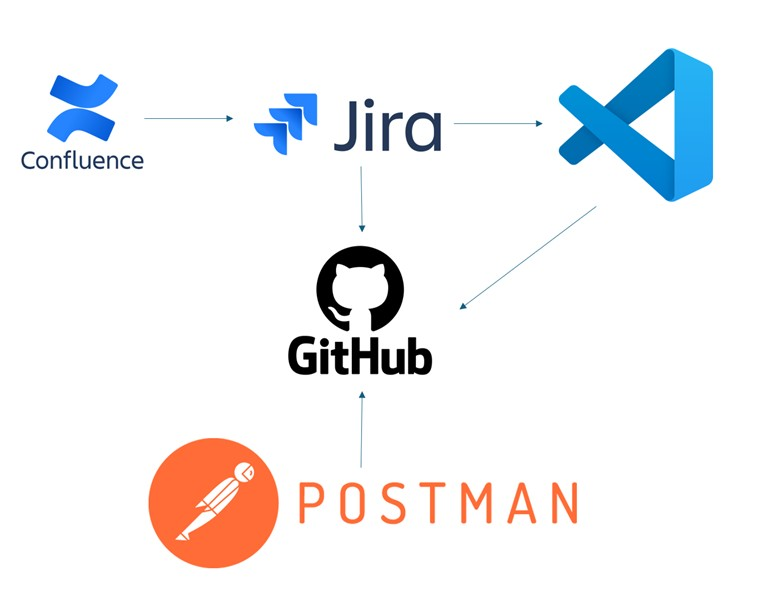 Confluence
Jira
GitHub
POSTMAN